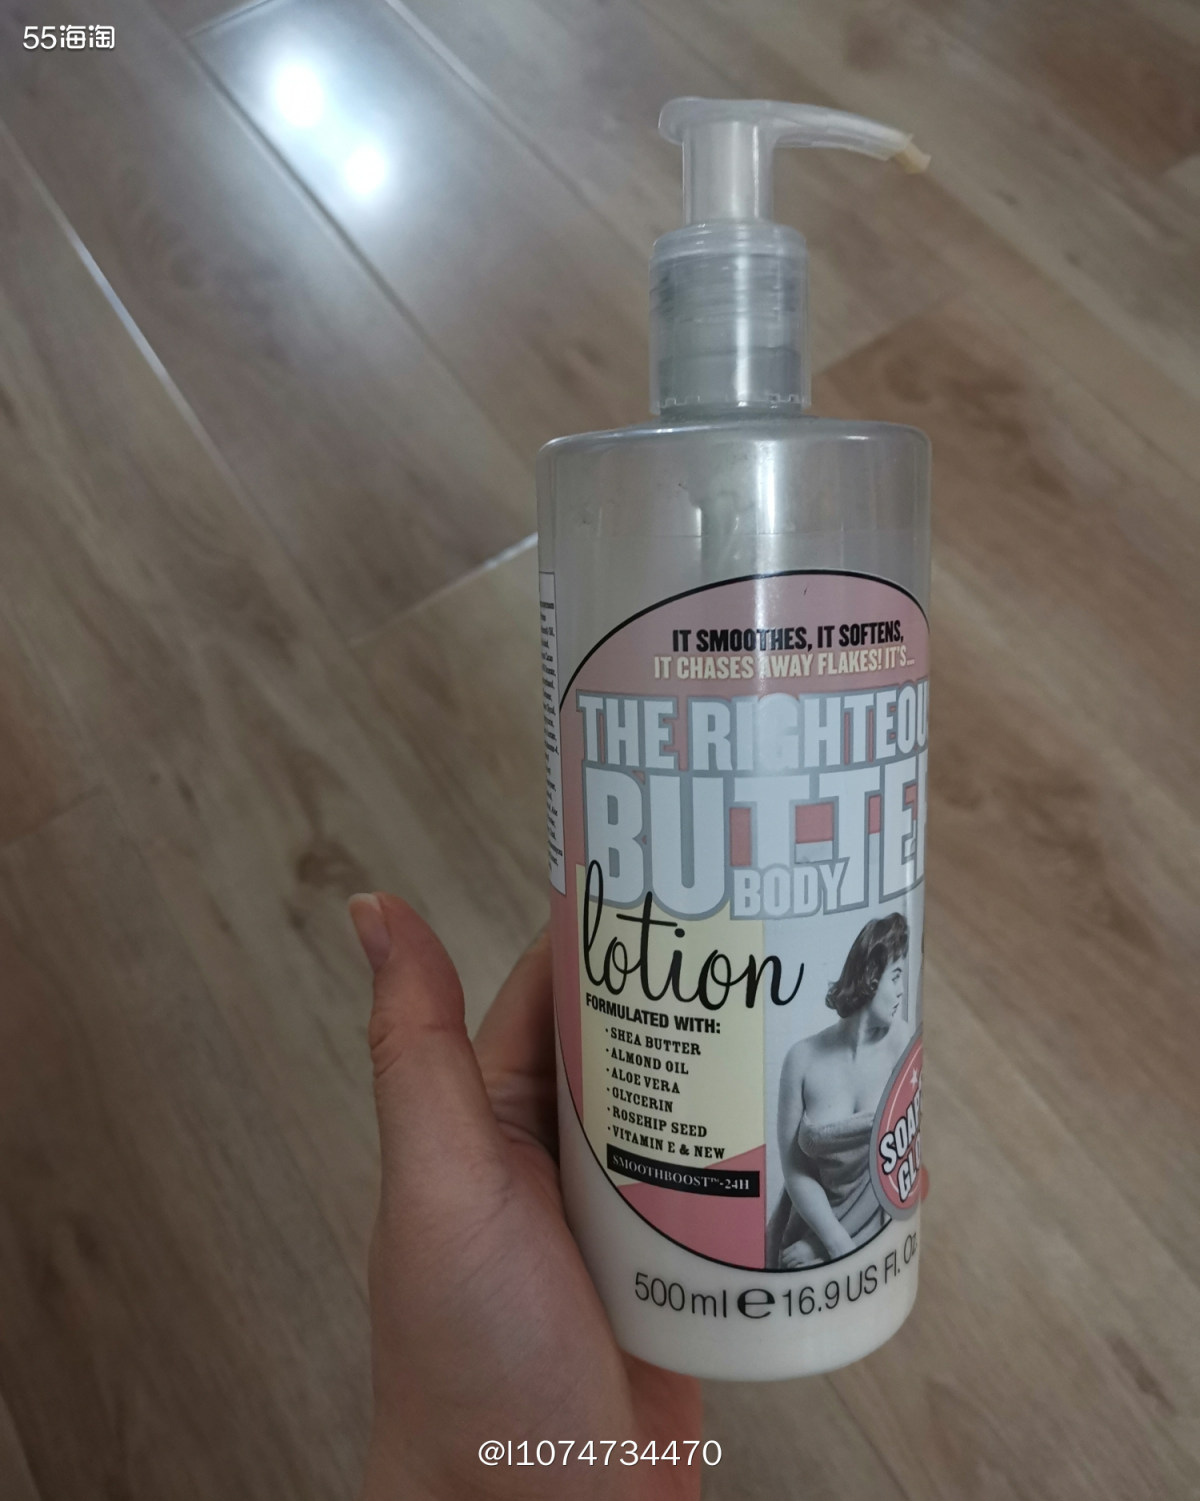 55海淘
IT SMOOTHES, IT SOFTENS,
IT CHASES AWAY FLAKES! IT'S...
THE RIGHTEOU
BUTTE
BODY
lotion
FORMULATED WITH:
· SHEA BUTTER
· ALMOND OIL
· ALOE VERA
· GLYCERIN
· ROSEHIP SEED
· VITAMIN E & NEW
SMOOTHBOOST™-24H
SOAP
GL
500ml e 16.9 US Fl. Oz.
@l1074734470